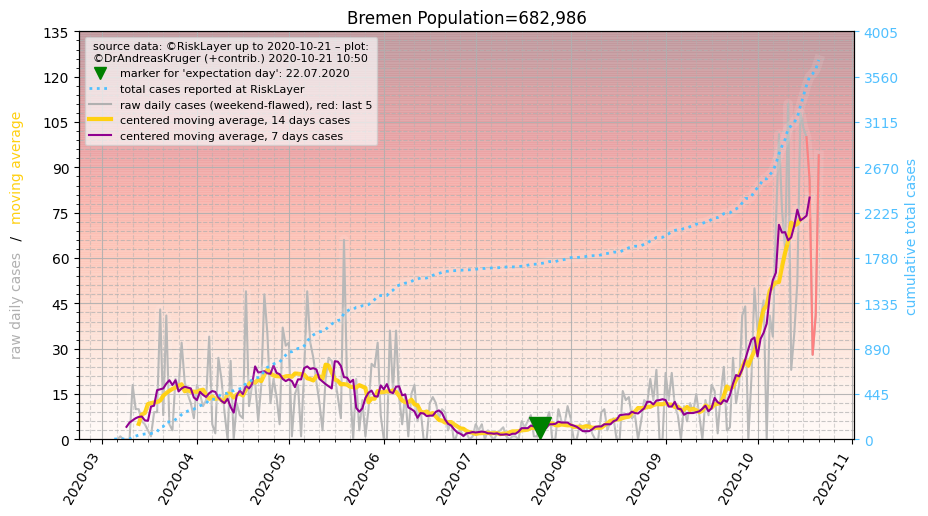 Bremen Population=682,986
source data: ©RiskLayer up to 2020-10-21 – plot:
©DrAndreasKruger (+contrib.) 2020-10-21 10:50
marker for 'expectation day': 22.07.2020
total cases reported at RiskLayer
raw daily cases (weekend-flawed), red: last 5
centered moving average, 14 days cases
centered moving average, 7 days cases
raw daily cases / moving average
135
120
105
90
75
60
45
30
15
0
4005
3560
3115
2670
2225
1780
1335
890
445
0
cumulative total cases
2020-03
2020-04
2020-05
2020-06
2020-07
2020-08
2020-09
2020-10
2020-11